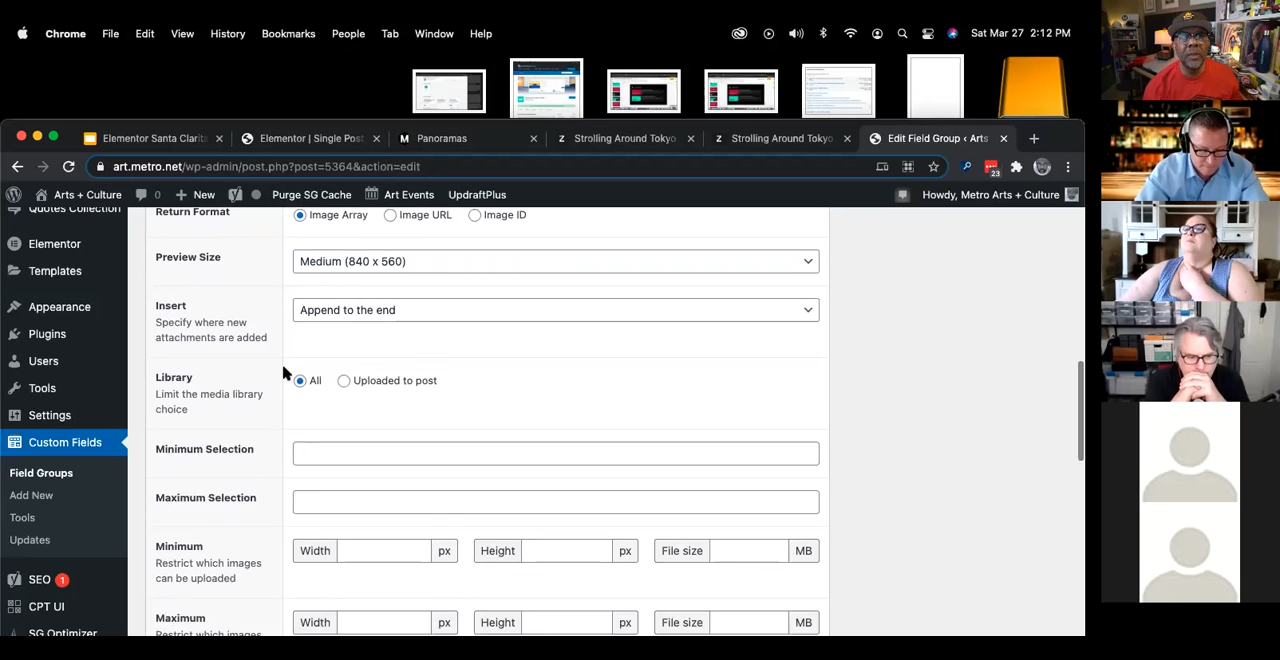 Chrome File Edit View History Bookmarks People Tab Window Help Sat Mar 27 2:12 PM
Elementor Santa Clarit Elementor | Single Post Panoramas Strolling Around Tokyo Strolling Around Tokyo Edit Field Group ‹ Arts
art.metro.net/wp-admin/post.php?post=5364&action=edit 23
Arts + Culture 0 New Purge SG Cache Art Events UpdraftPlus Howdy, Metro Arts + Culture
Quotes Collection
Elementor
Templates
Appearance
Plugins
Users
Tools
Settings
Custom Fields
Field Groups
Add New
Tools
Updates
SEO 1
CPT UI
SG Optimizer
Return Format
Image Array Image URL Image ID
Preview Size
Medium (840 x 560)
Insert
Specify where new
attachments are added
Append to the end
Library
Limit the media library
choice
All Uploaded to post
Minimum Selection
Maximum Selection
Minimum
Restrict which images
can be uploaded
Width px Height px File size MB
Maximum
Restrict which images
Width px Height px File size MB